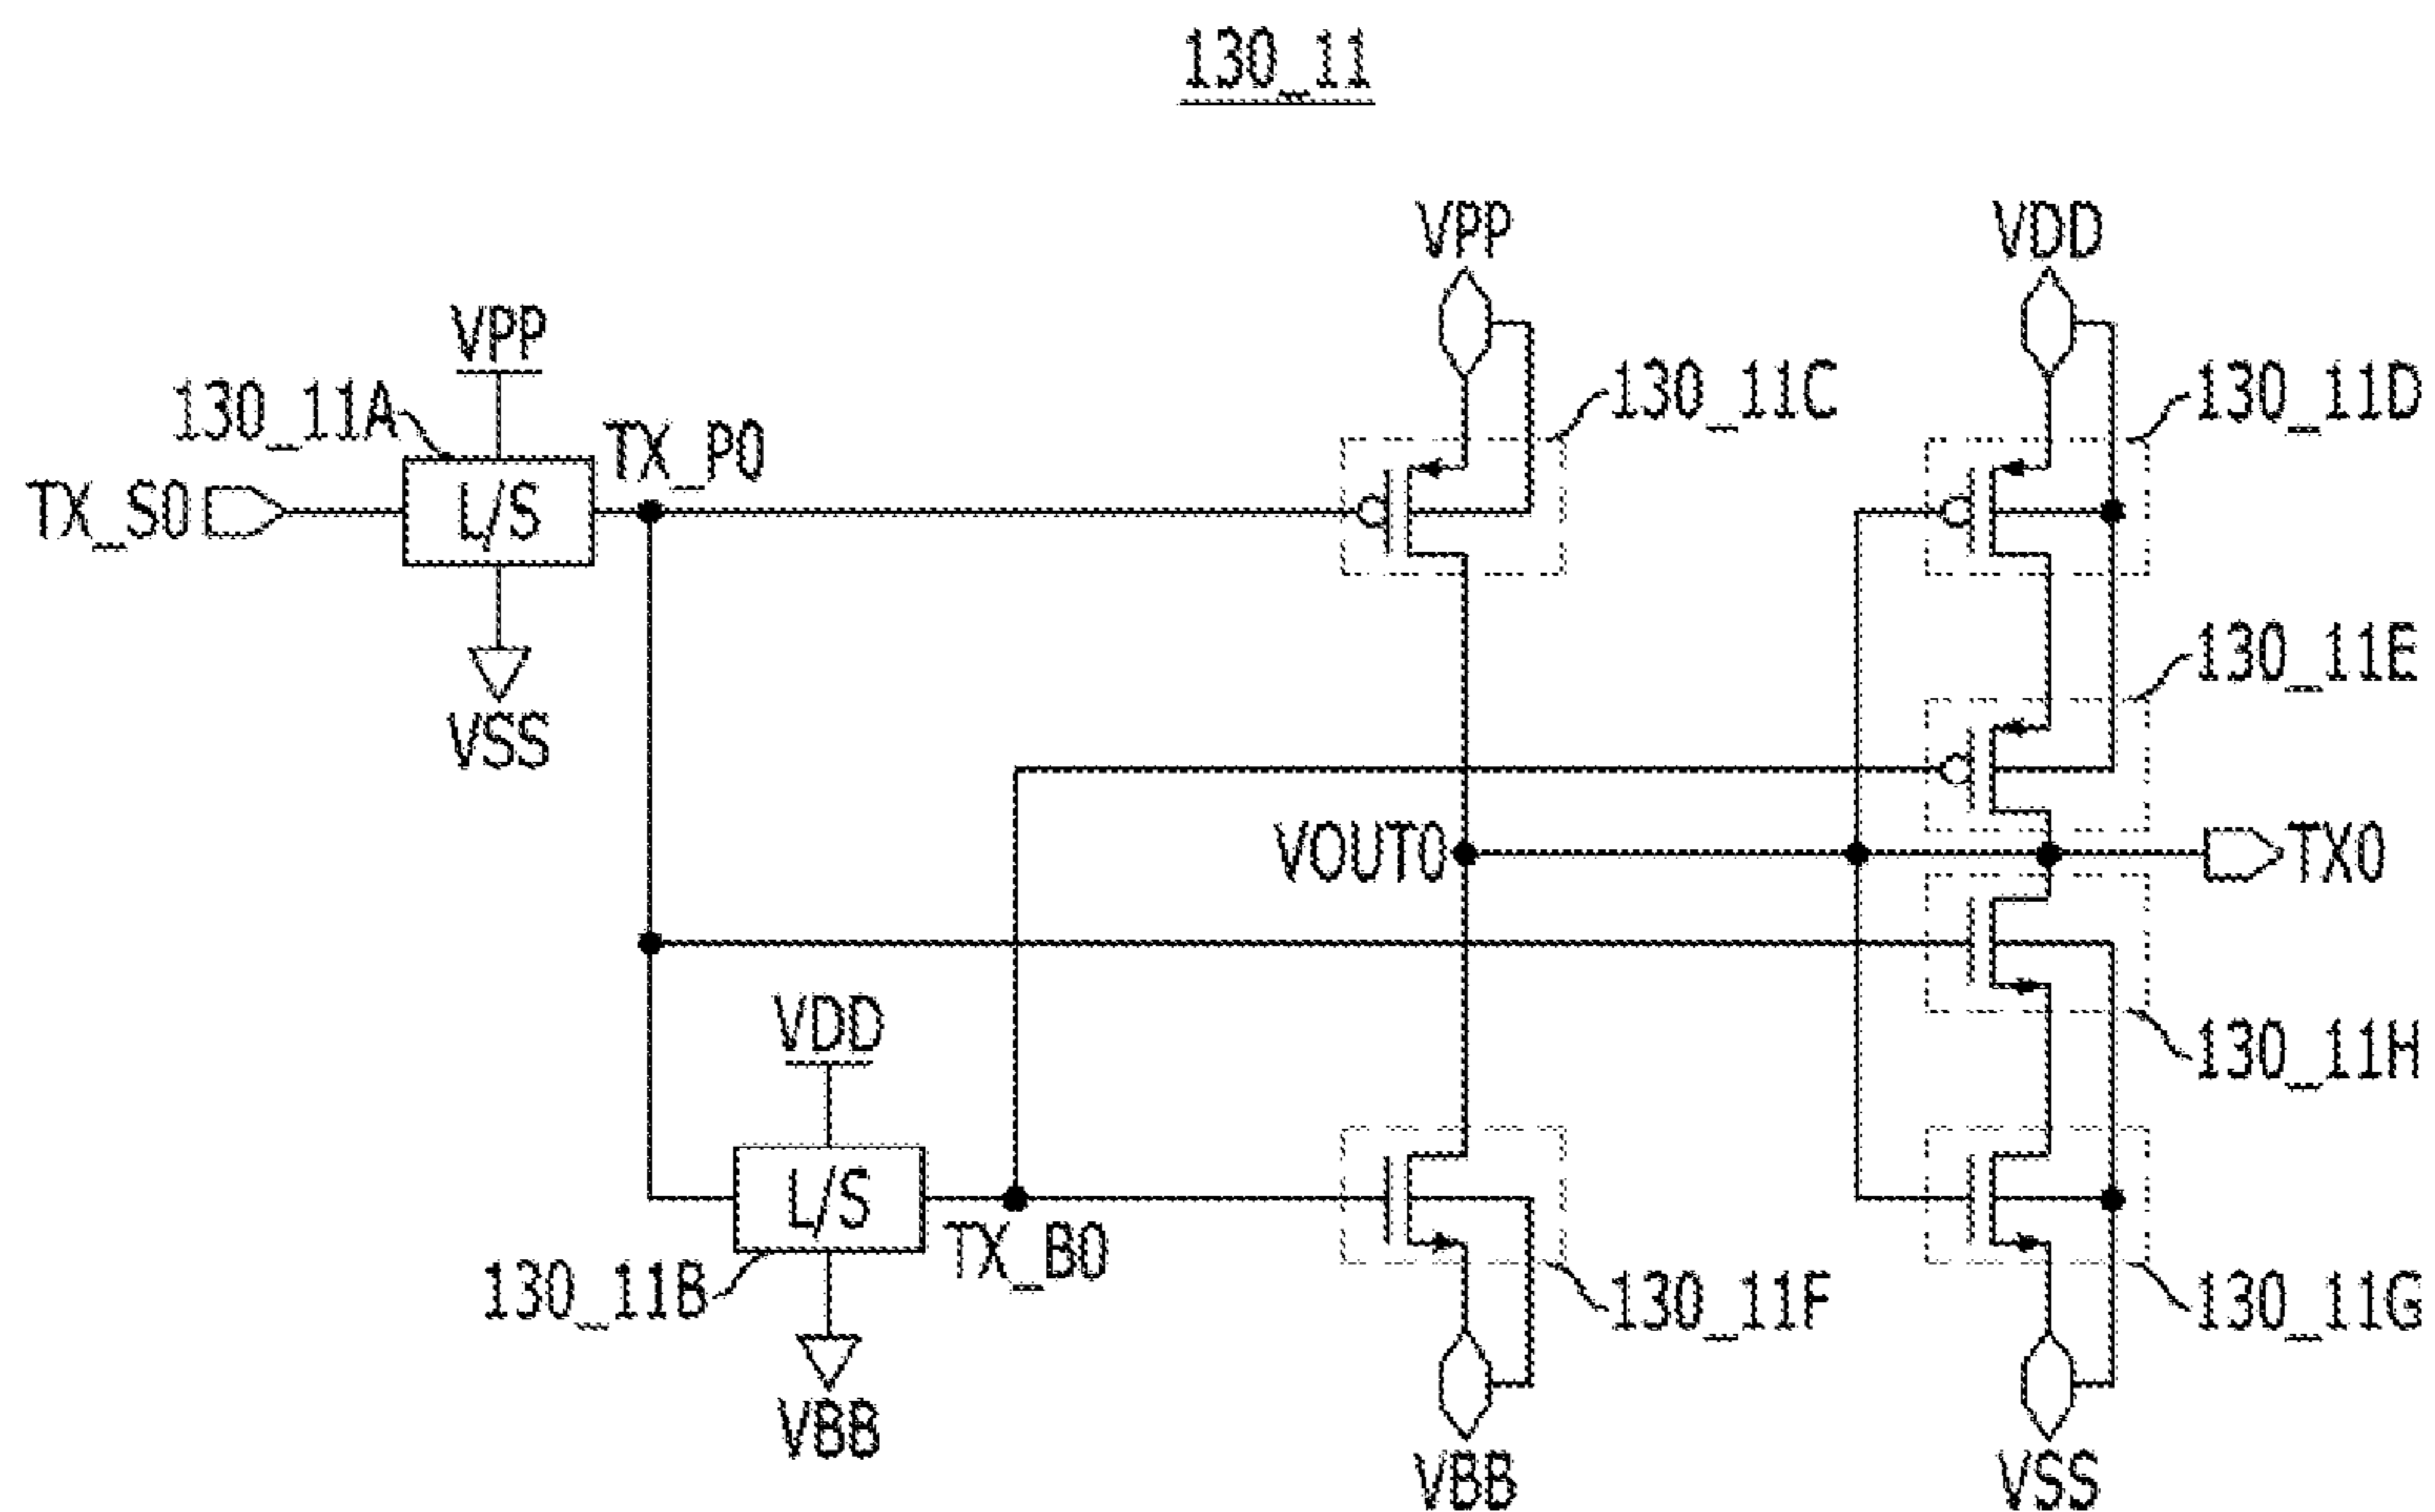 130_11
VPP
VDD
VPP
130_11C
130_11D
130_11A
TX_P0
TX_S0
L/S
VSS
130_11E
VOUT0
TX0
VDD
130_11H
L/S
TX_B0
130_11B
130_11F
130_11G
VBB
VBB
VSS